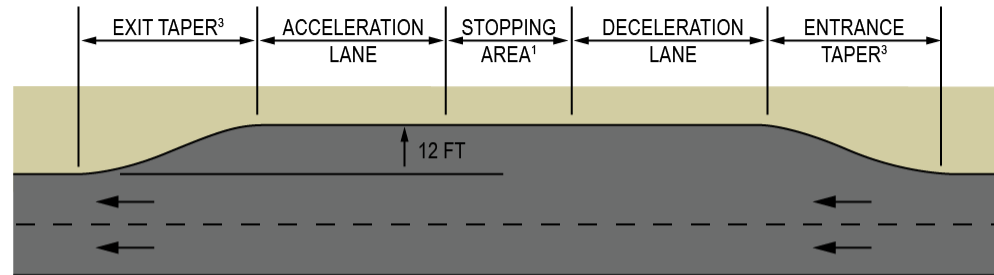 EXIT TAPER³
ACCELERATION
LANE
STOPPING
AREA¹
DECELERATION
LANE
ENTRANCE
TAPER³
12 FT